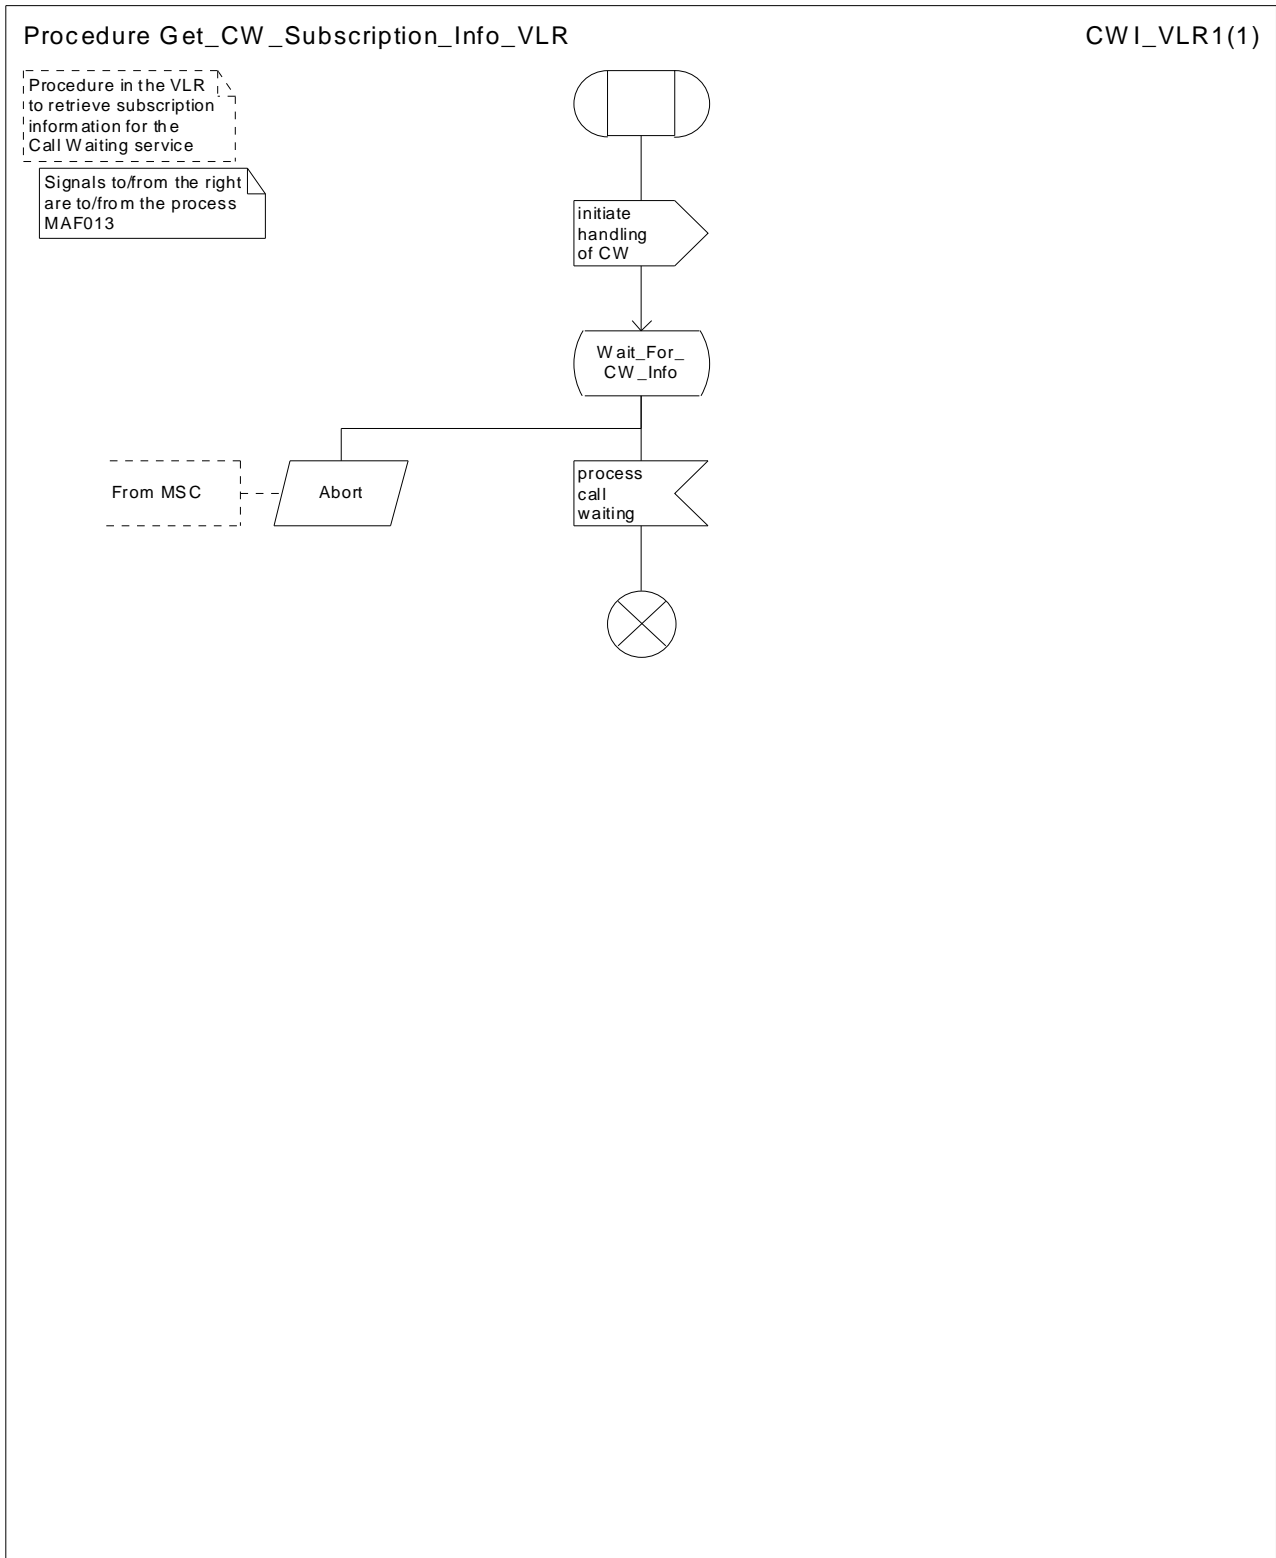 Procedure Get_CW_Subscription_Info_VLR
CWI_VLR1(1)
Procedure in the VLR
to retrieve subscription
information for the
Call Waiting service
Signals to/from the right
are to/from the process
MAF013
initiate
handling
of CW
Wait_For_
CW_Info
From MSC
Abort
process
call
waiting